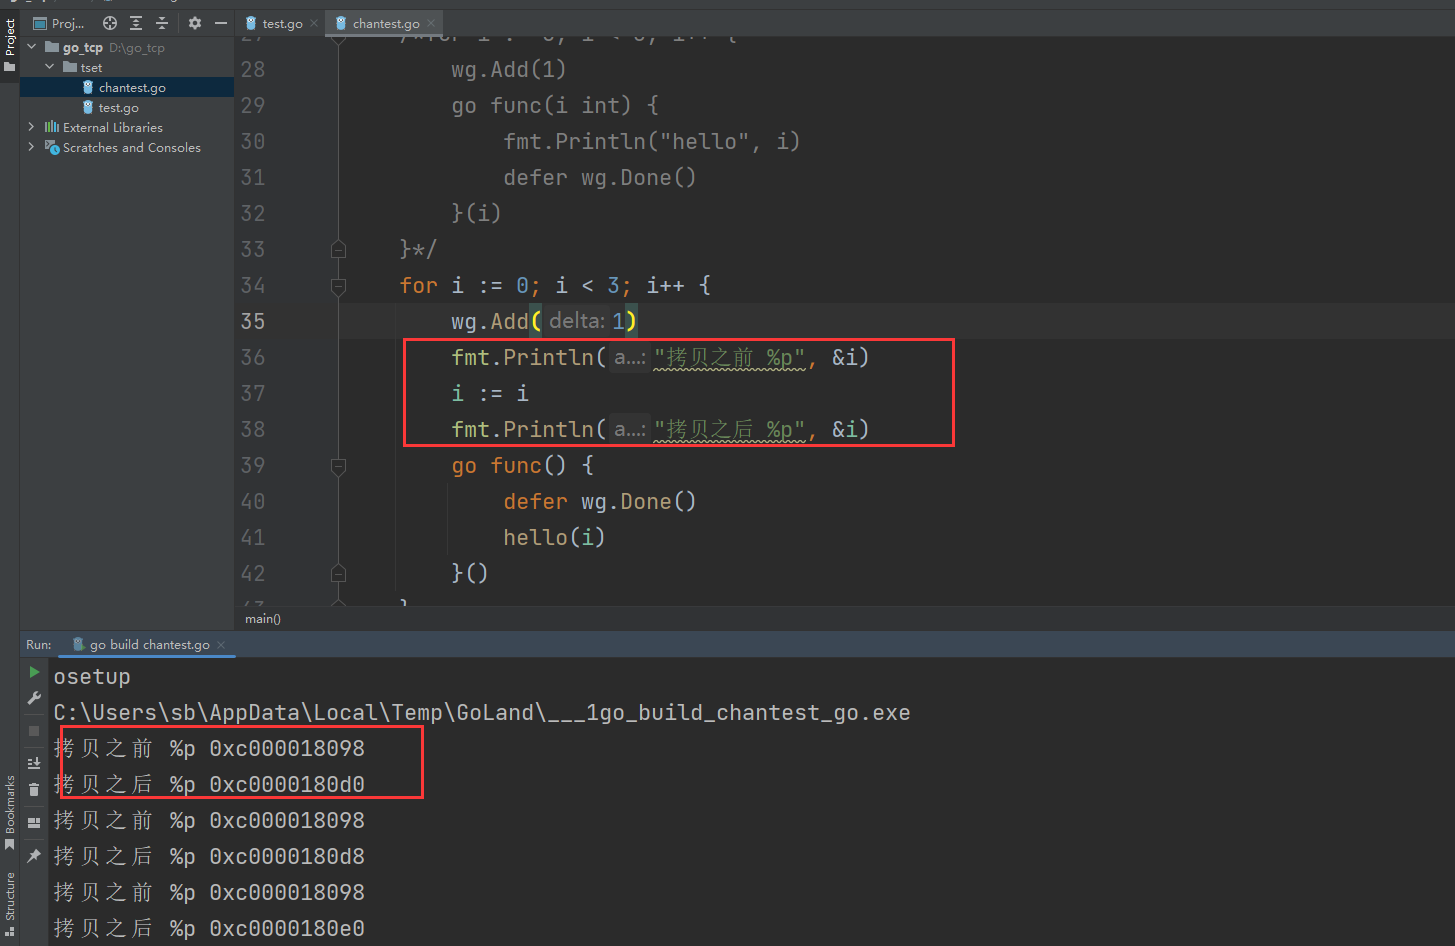 Proj...
test.go
chantest.go
Project
go_tcp D:\go_tcp
tset
chantest.go
test.go
External Libraries
Scratches and Consoles
28 wg.Add(1)
29 go func(i int) {
30 fmt.Println("hello", i)
31 defer wg.Done()
32 }(i)
33 }*/
34 for i := 0; i < 3; i++ {
35 wg.Add( delta: 1)
36 fmt.Println( a...: "拷贝之前 %p", &i)
37 i := i
38 fmt.Println( a...: "拷贝之后 %p", &i)
39 go func() {
40 defer wg.Done()
41 hello(i)
42 }()
main()
Run: go build chantest.go
osetup
C:\Users\sb\AppData\Local\Temp\GoLand\___1go_build_chantest_go.exe
拷贝之前 %p 0xc000018098
拷贝之后 %p 0xc0000180d0
拷贝之前 %p 0xc000018098
拷贝之后 %p 0xc0000180d8
拷贝之前 %p 0xc000018098
拷贝之后 %p 0xc0000180e0
Bookmarks
Structure